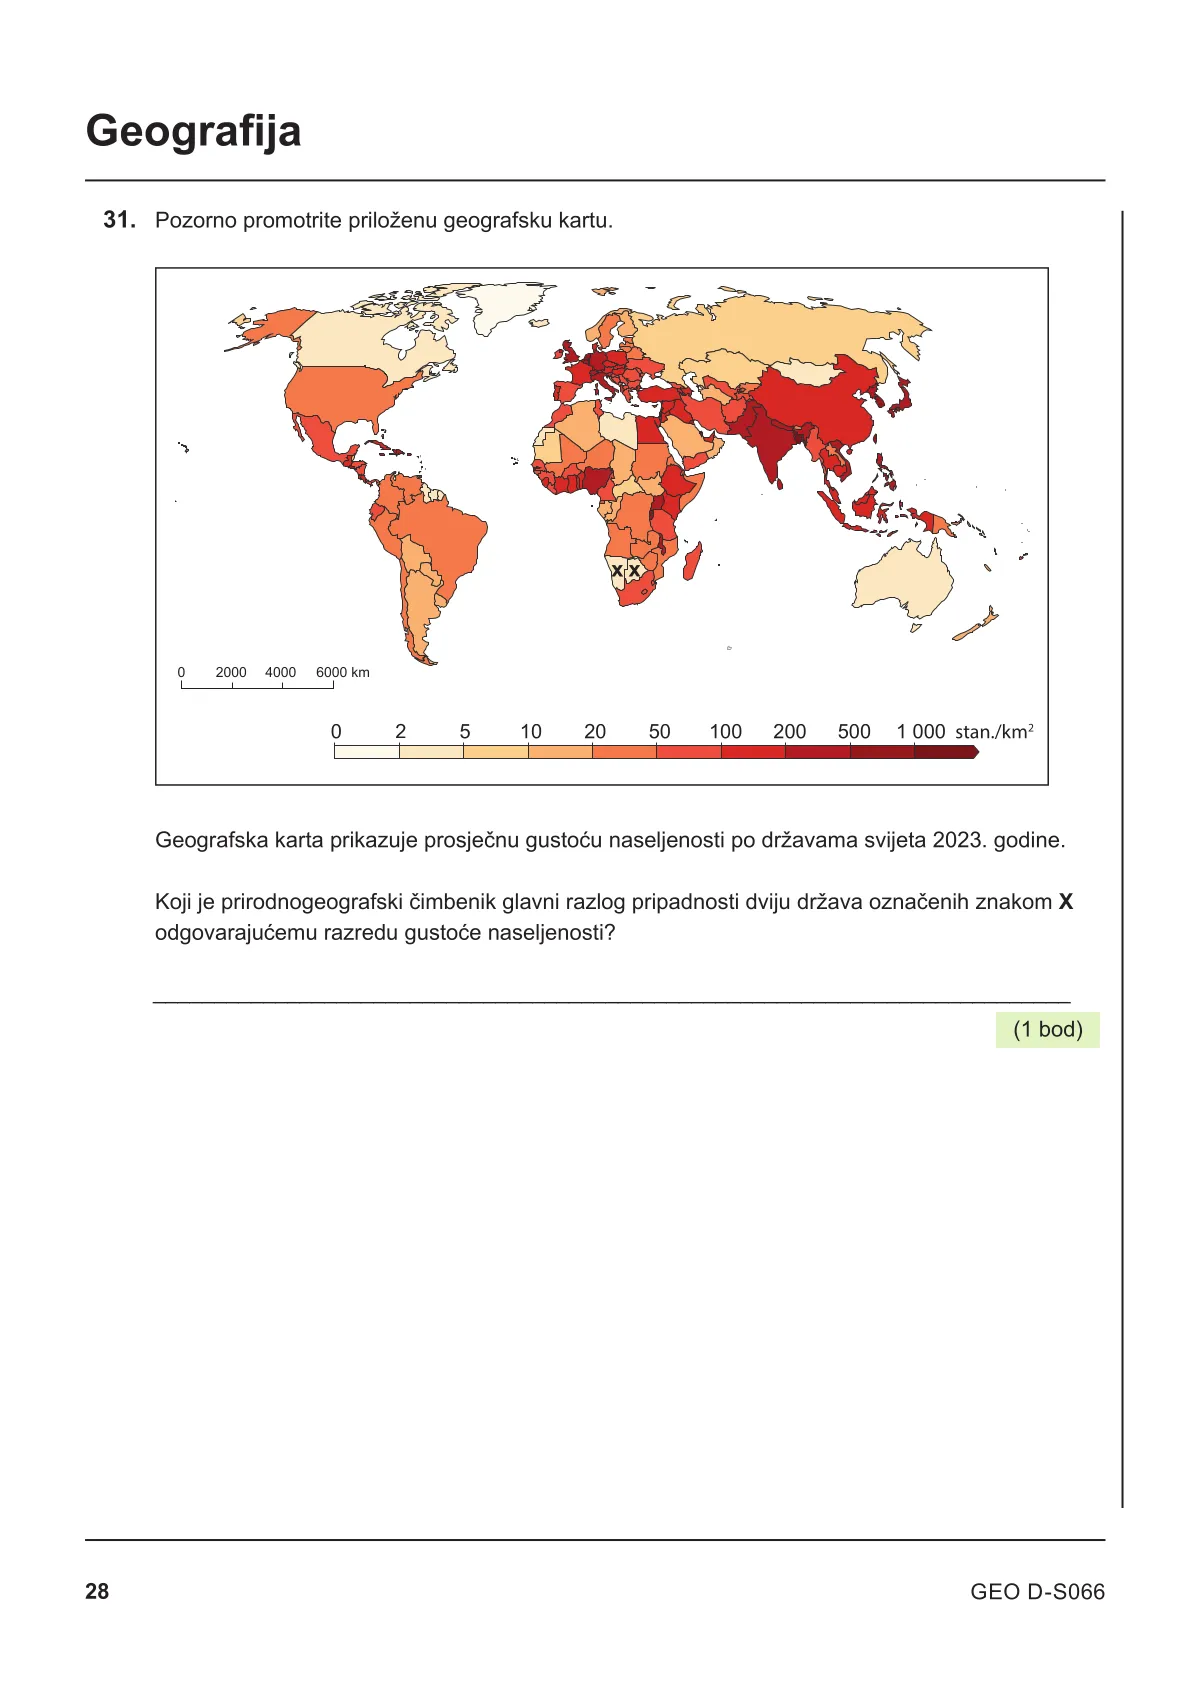 Geografija
31. Pozorno promotrite priloženu geografsku kartu.
X X
0 2000 4000 6000 km
0 2 5 10 20 50 100 200 500 1 000 stan./km²
Geografska karta prikazuje prosječnu gustoću naseljenosti po državama svijeta 2023. godine.
Koji je prirodnogeografski čimbenik glavni razlog pripadnosti dviju država označenih znakom X
odgovarajućemu razredu gustoće naseljenosti?
(1 bod)
28 GEO D-S066